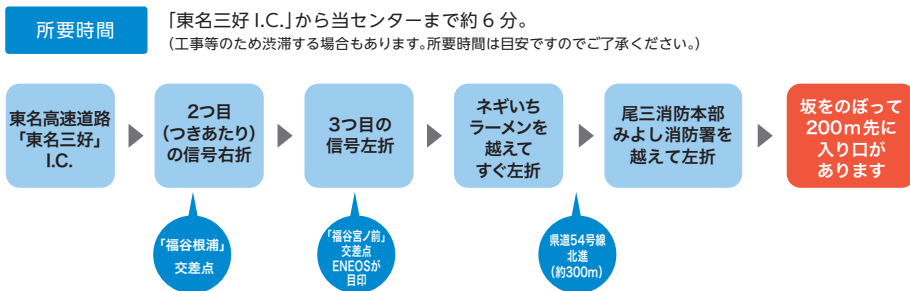 所要時間
「東名三好 I.C.」から当センターまで約 6 分。
(工事等のため渋滞する場合もあります。所要時間は目安ですのでご了承ください。)
東名高速道路
「東名三好」
I.C.
2つ目
(つきあたり)
の信号右折
3つ目の
信号左折
ネギいち
ラーメンを
越えて
すぐ左折
尾三消防本部
みよし消防署を
越えて左折
坂をのぼって
200m先に
入り口が
あります
「福谷根浦」
交差点
「福谷宮ノ前」
交差点
ENEOSが
目印
県道54号線
北進
(約300m)